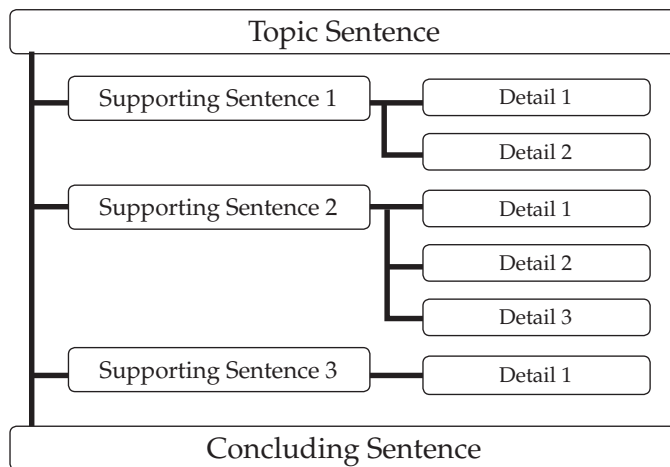 Topic Sentence
Supporting Sentence 1
Detail 1
Detail 2
Supporting Sentence 2
Detail 1
Detail 2
Detail 3
Supporting Sentence 3
Detail 1
Concluding Sentence